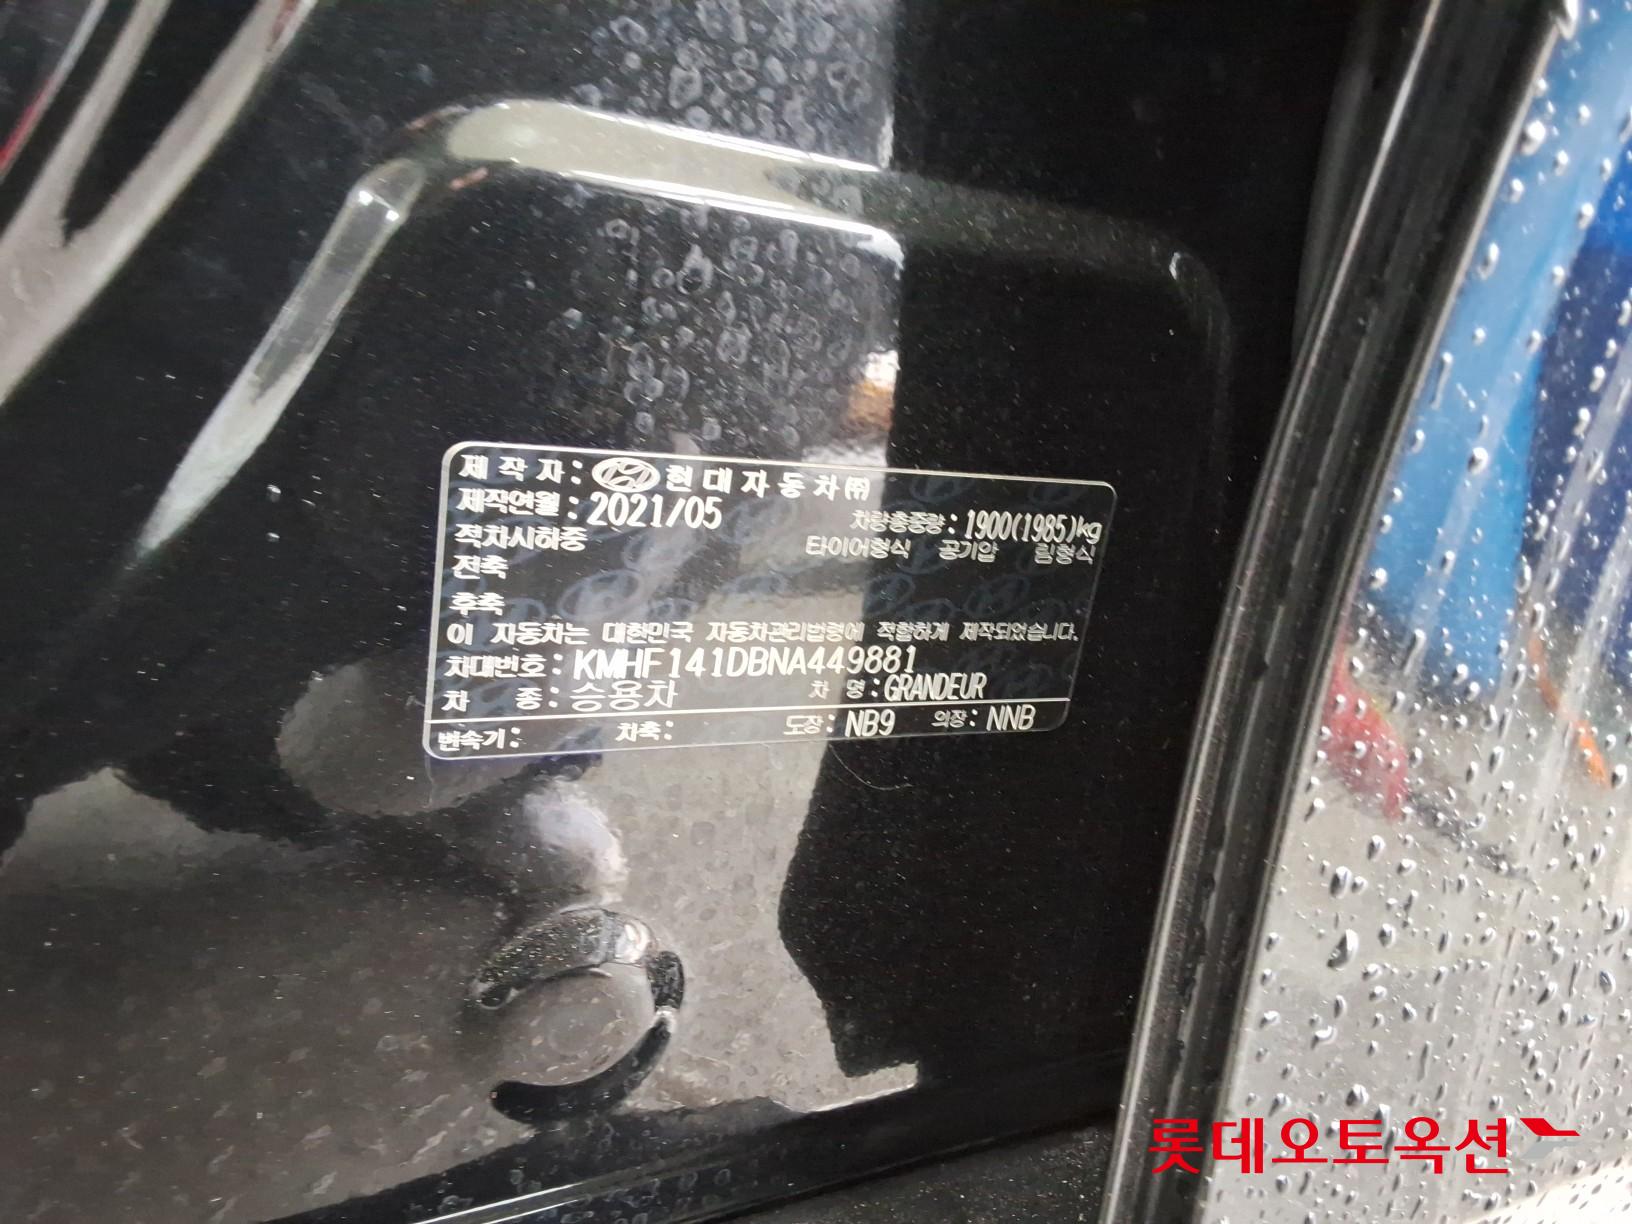 제 작 자 : 현 대 자 동 차 ㈜
제작연월 : 2021/05 차량총중량 : 1900(1985)kg
적차시하중 타이어형식 공기압 림형식
전축
후축
이 자동차는 대한민국 자동차관리법령에 적합하게 제작되었습니다.
차대번호 : KMHF141DBNA449881
차 종 : 승용차 차 명 : GRANDEUR
변속기 : 차축 : 도장 : NB9 의장 : NNB
롯데오토옥션